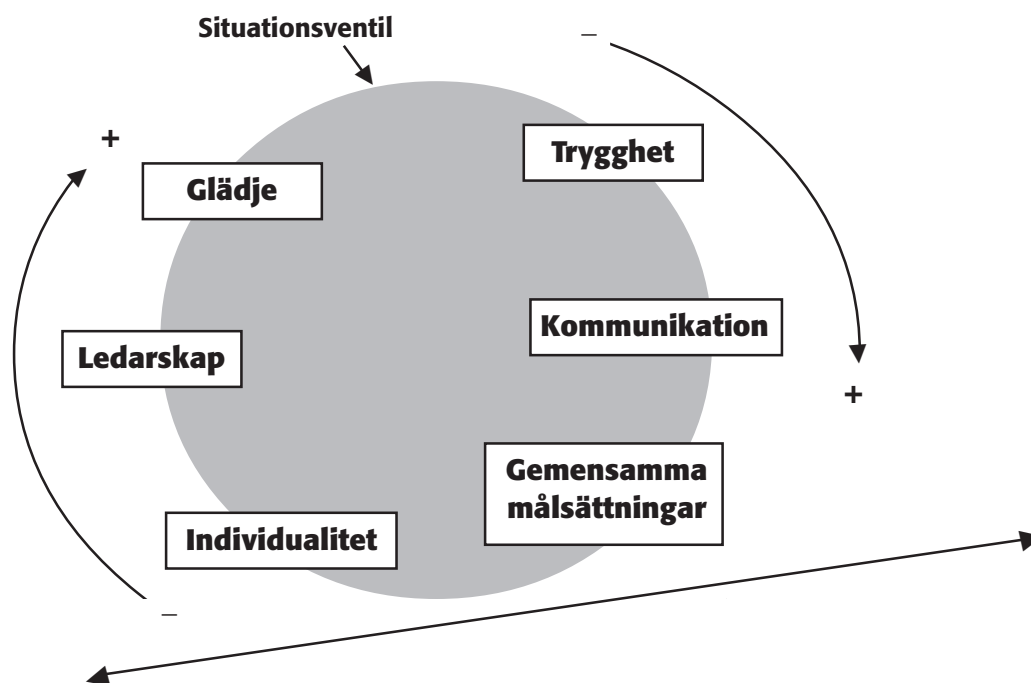 Situationsventil
–
+
Trygghet
Glädje
Kommunikation
Ledarskap
+
Gemensamma
målsättningar
Individualitet
–